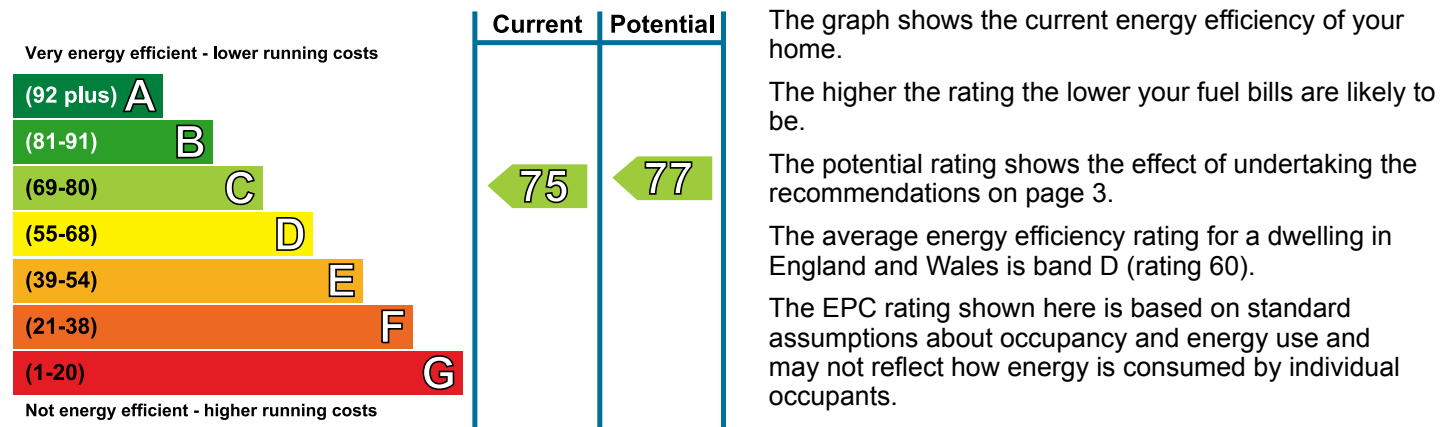 Current Potential
Very energy efficient - lower running costs
(92 plus) A
(81-91) B
(69-80) C
75 77
(55-68) D
(39-54) E
(21-38) F
(1-20) G
Not energy efficient - higher running costs
The graph shows the current energy efficiency of your
home.
The higher the rating the lower your fuel bills are likely to
be.
The potential rating shows the effect of undertaking the
recommendations on page 3.
The average energy efficiency rating for a dwelling in
England and Wales is band D (rating 60).
The EPC rating shown here is based on standard
assumptions about occupancy and energy use and
may not reflect how energy is consumed by individual
occupants.